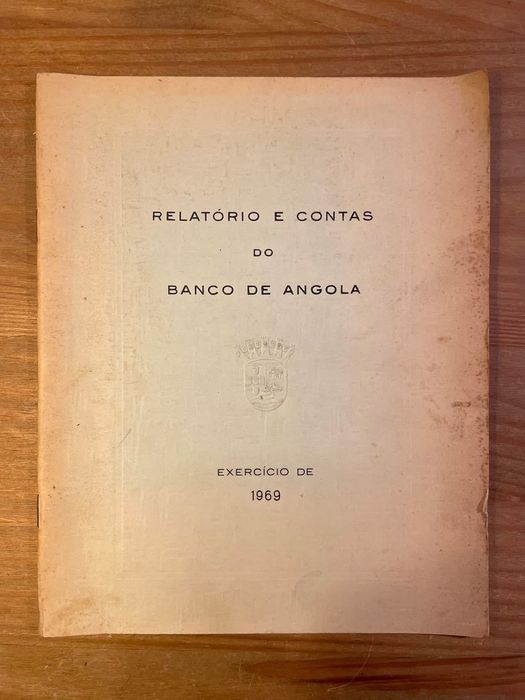 RELATÓRIO E CONTAS
DO
BANCO DE ANGOLA
EXERCÍCIO DE
1969